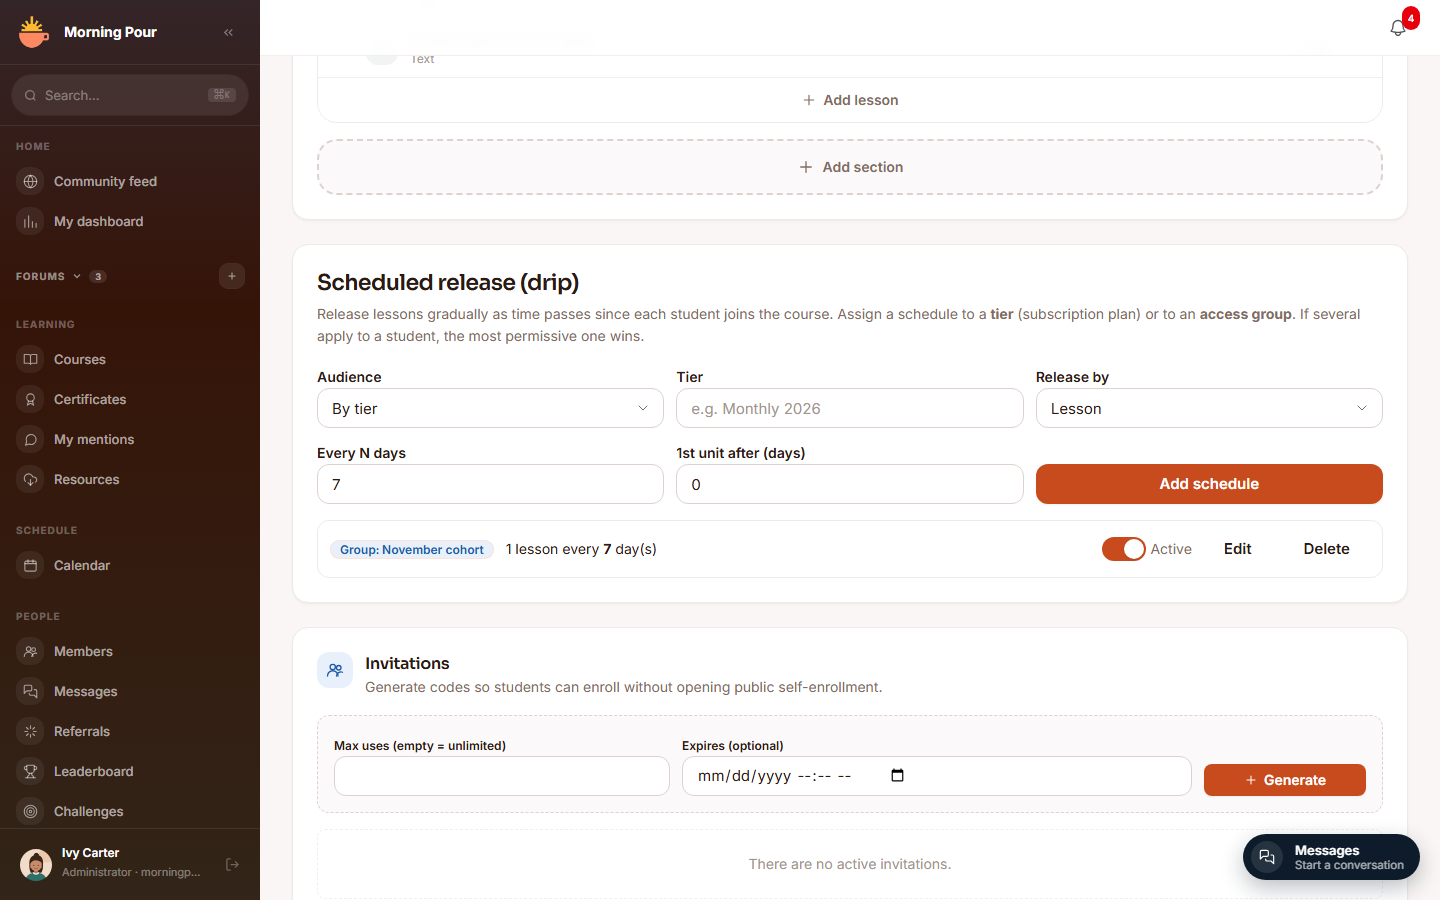 Morning Pour
Search...
⌘K
HOME
Community feed
My dashboard
FORUMS
3
LEARNING
Courses
Certificates
My mentions
Resources
SCHEDULE
Calendar
PEOPLE
Members
Messages
Referrals
Leaderboard
Challenges
Ivy Carter
Administrator · morningp...
4
Text
Add lesson
Add section
Scheduled release (drip)
Release lessons gradually as time passes since each student joins the course. Assign a schedule to a tier (subscription plan) or to an access group. If several
apply to a student, the most permissive one wins.
Audience
Tier
Release by
By tier
e.g. Monthly 2026
Lesson
Every N days
1st unit after (days)
7
0
Add schedule
Group: November cohort
1 lesson every 7 day(s)
Active
Edit
Delete
Invitations
Generate codes so students can enroll without opening public self-enrollment.
Max uses (empty = unlimited)
Expires (optional)
mm/dd/yyyy --:-- --
Generate
There are no active invitations.
Messages
Start a conversation